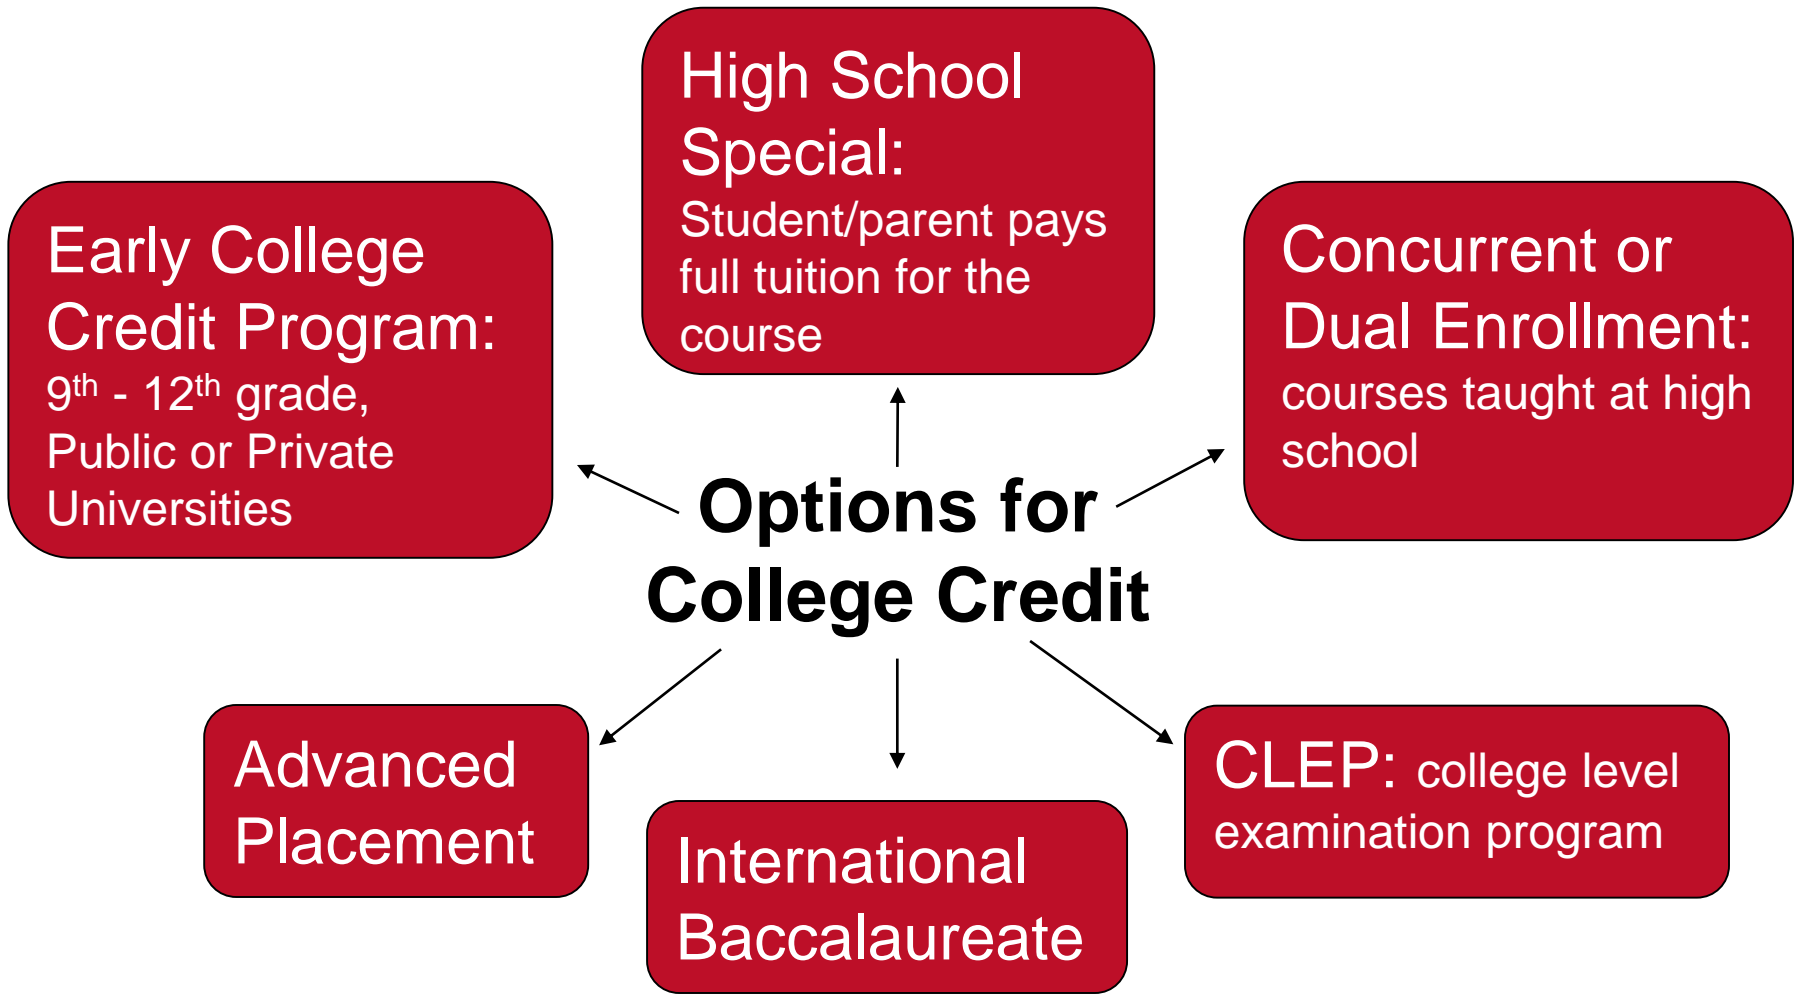 High School
Special:
Student/parent pays
full tuition for the
course
Early College
Credit Program:
9th - 12th grade,
Public or Private
Universities
Concurrent or
Dual Enrollment:
courses taught at high
school
Options for
College Credit
Advanced
Placement
International
Baccalaureate
CLEP: college level
examination program